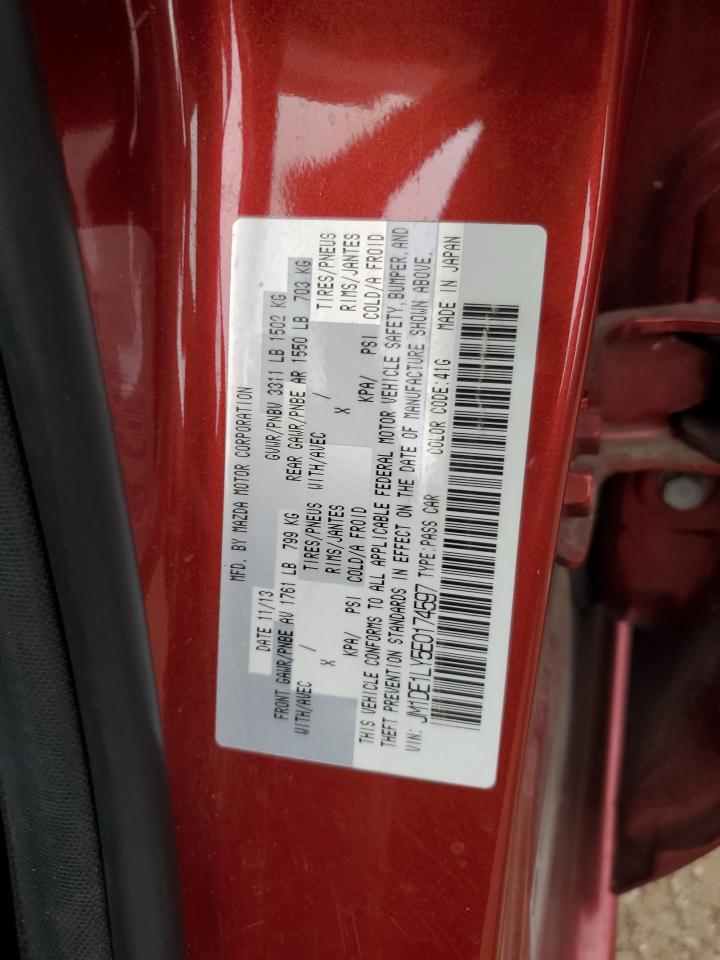 MFD. BY MAZDA MOTOR CORPORATION
DATE 11/13 GVWR/PNBV 3311 LB 1502 KG
FRONT GAWR/PNBE AV 1761 LB 799 KG REAR GAWR/PNBE AR 1550 LB 703 KG
WITH/AVEC / TIRES/PNEUS WITH/AVEC / TIRES/PNEUS
X RIMS/JANTES X RIMS/JANTES
KPA/ PSI COLD/A FROID KPA/ PSI COLD/A FROID
THIS VEHICLE CONFORMS TO ALL APPLICABLE FEDERAL MOTOR VEHICLE SAFETY, BUMPER, AND
THEFT PREVENTION STANDARDS IN EFFECT ON THE DATE OF MANUFACTURE SHOWN ABOVE.
VIN: JM1DE1LY5E0174597 TYPE:PASS CAR COLOR CODE:41G MADE IN JAPAN